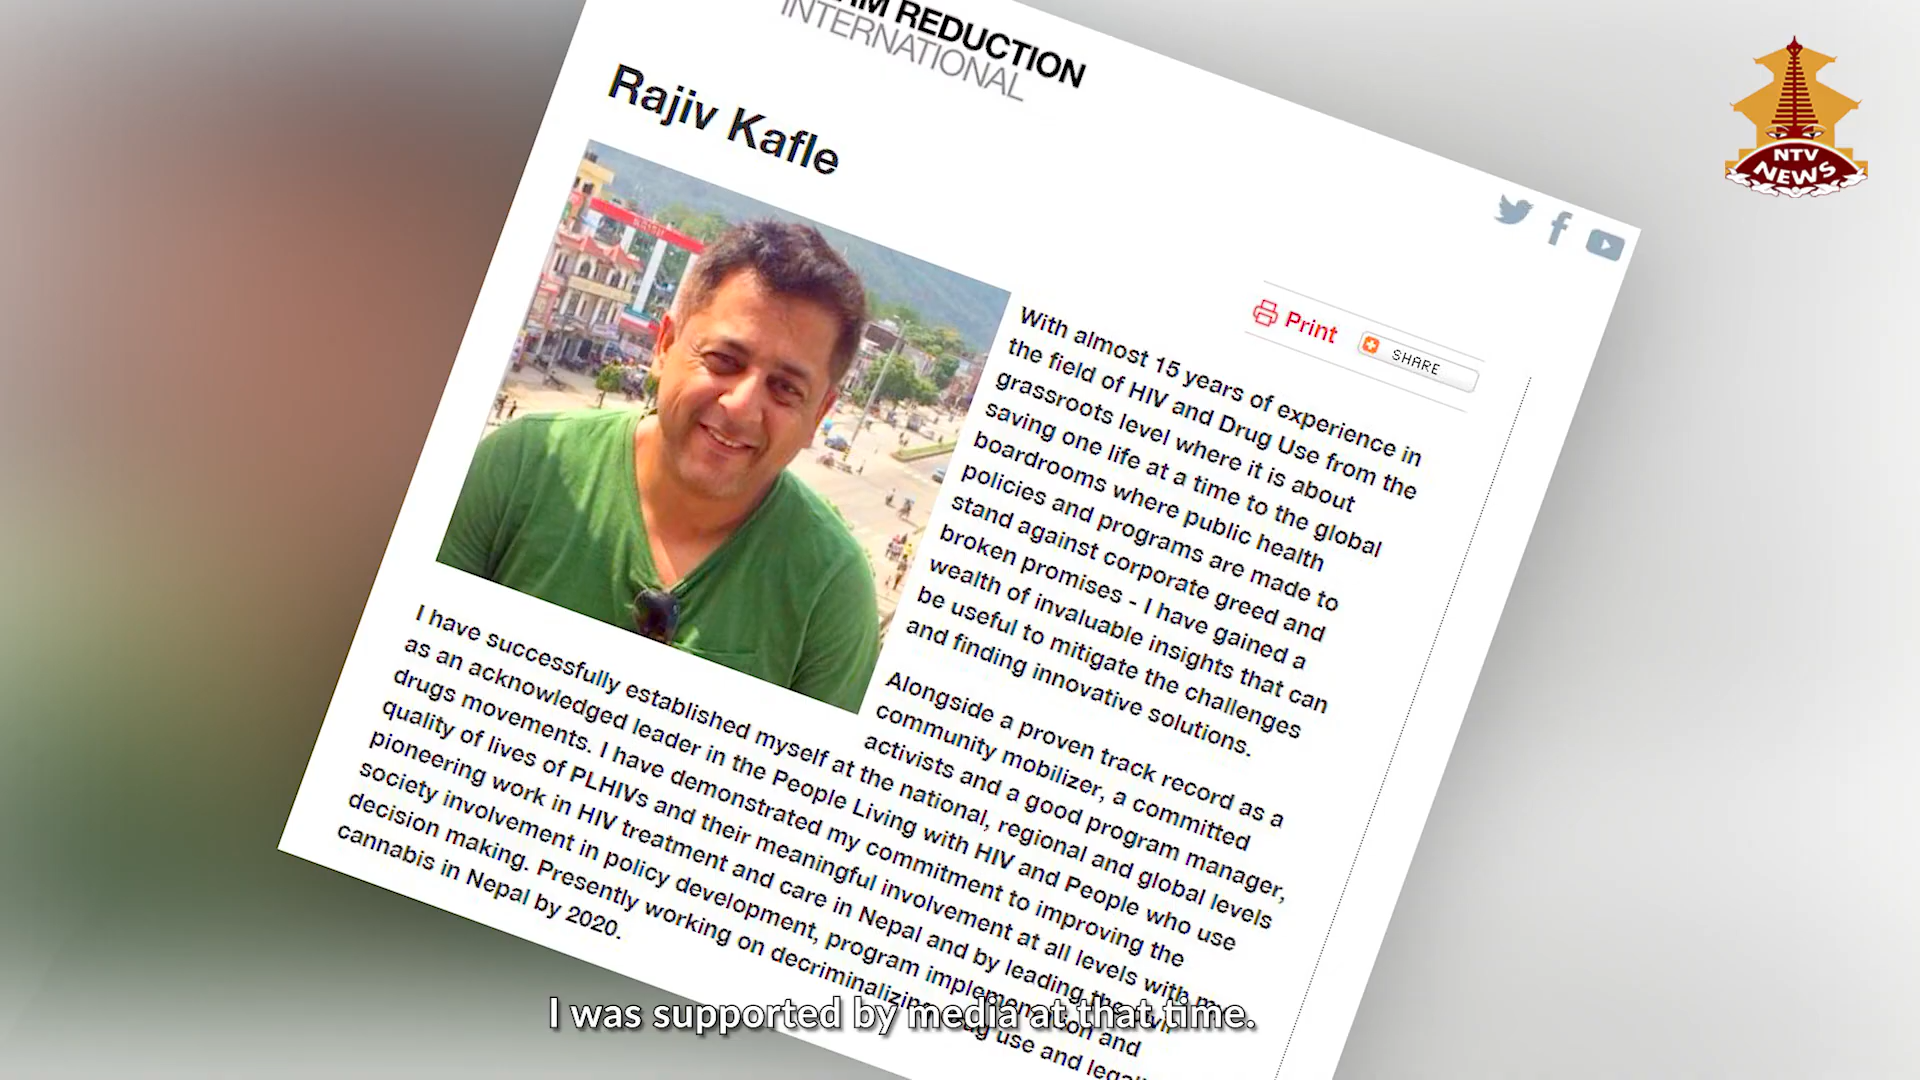 REDUCTION
INTERNATIONAL
Rajiv Kafle
NTV
NEWS
Print
SHARE
With almost 15 years of experience in
the field of HIV and Drug Use from the
grassroots level where it is about
saving one life at a time to the global
boardrooms where public health
policies and programs are made to
stand against corporate greed and
broken promises - I have gained a
wealth of invaluable insights that can
be useful to mitigate the challenges
and finding innovative solutions.
Alongside a proven track record as a
community mobilizer, a committed
activists and a good program manager,
I have successfully established myself at the national, regional and global levels
as an acknowledged leader in the People Living with HIV and People who use
drugs movements. I have demonstrated my commitment to improving the
quality of lives of PLHIVs and their meaningful involvement at all levels with
pioneering work in HIV treatment and care in Nepal and by leading the civil
society involvement in policy development, program implementation and
decision making. Presently working on decriminalizing drug use and
cannabis in Nepal by 2020.
I was supported by media at that time.